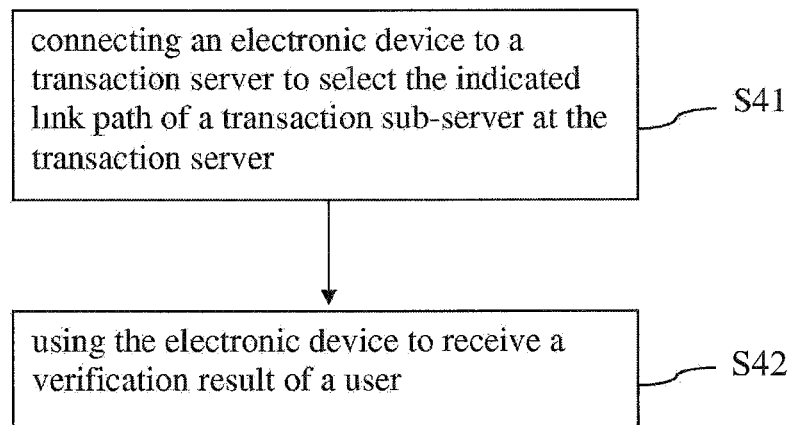 connecting an electronic device to a
transaction server to select the indicated
link path of a transaction sub-server at the
transaction server
S41
using the electronic device to receive a
verification result of a user
S42